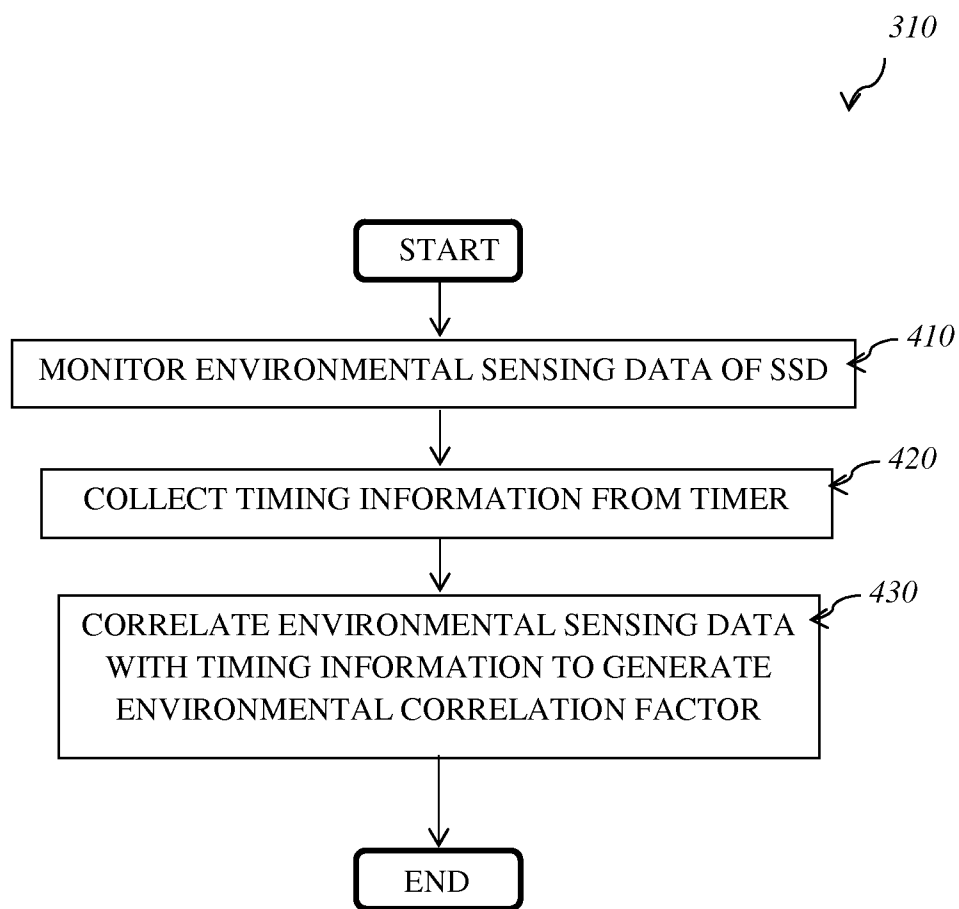 310
START
MONITOR ENVIRONMENTAL SENSING DATA OF SSD
410
COLLECT TIMING INFORMATION FROM TIMER
420
CORRELATE ENVIRONMENTAL SENSING DATA
WITH TIMING INFORMATION TO GENERATE
ENVIRONMENTAL CORRELATION FACTOR
430
END